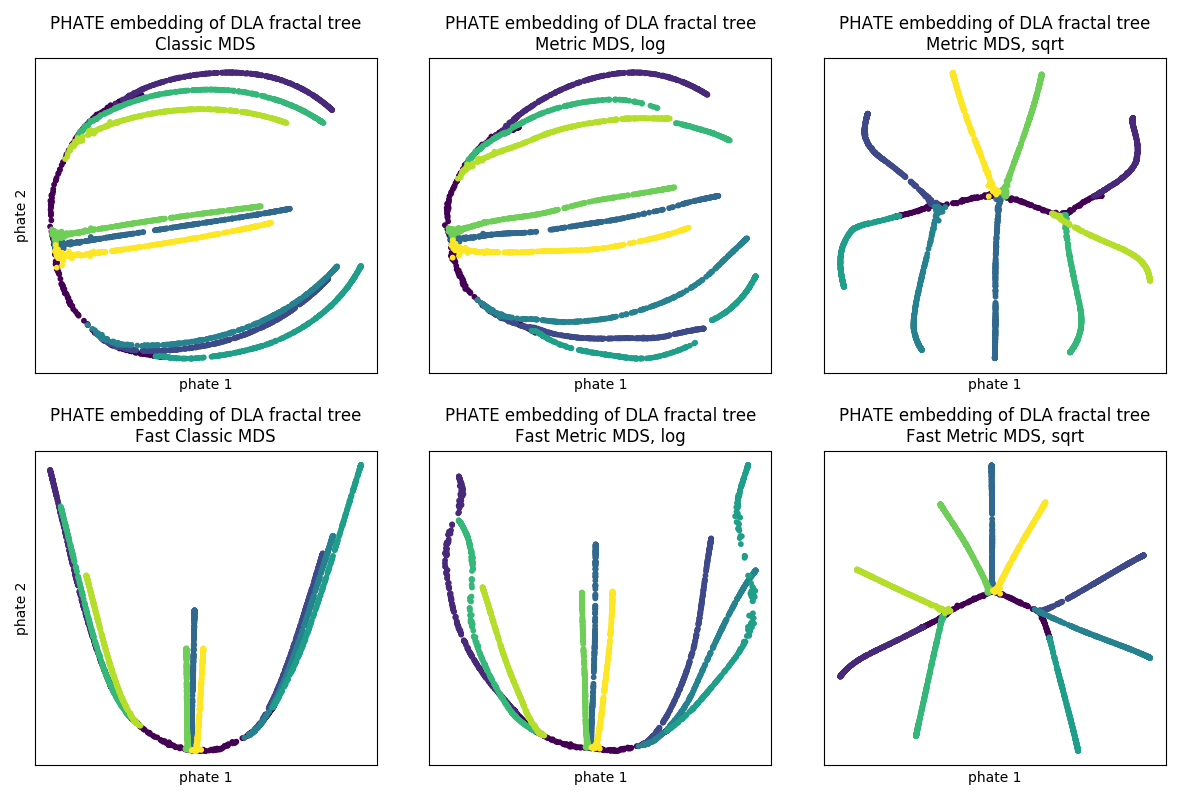 PHATE embedding of DLA fractal tree
Classic MDS
phate 2
phate 1
PHATE embedding of DLA fractal tree
Metric MDS, log
phate 1
PHATE embedding of DLA fractal tree
Metric MDS, sqrt
phate 1
PHATE embedding of DLA fractal tree
Fast Classic MDS
phate 2
phate 1
PHATE embedding of DLA fractal tree
Fast Metric MDS, log
phate 1
PHATE embedding of DLA fractal tree
Fast Metric MDS, sqrt
phate 1